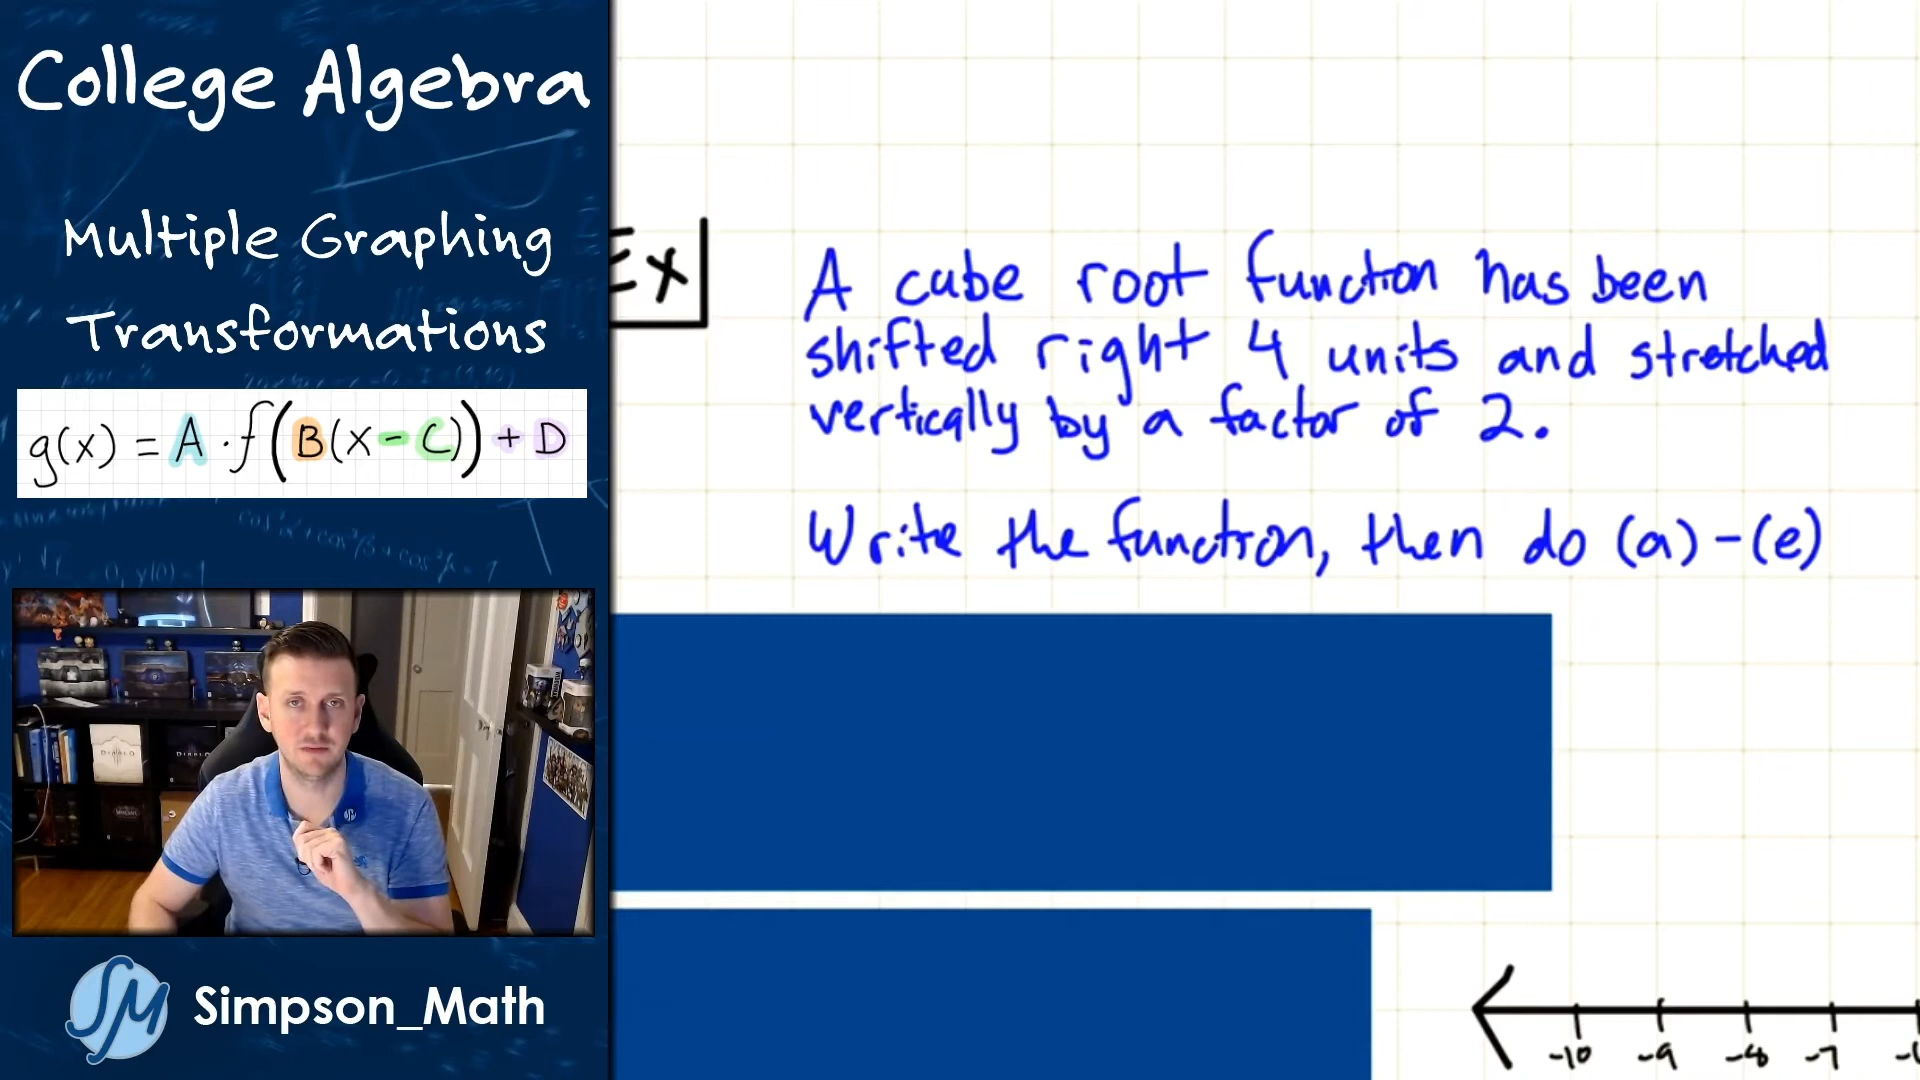 College Algebra
Multiple Graphing
Transformations
g(x) = A · f(B(x - C)) + D
Simpson_Math
Ex
A cube root function has been
shifted right 4 units and stretched
vertically by a factor of 2.
Write the function, then do (a) - (e)
-10 -9 -8 -7